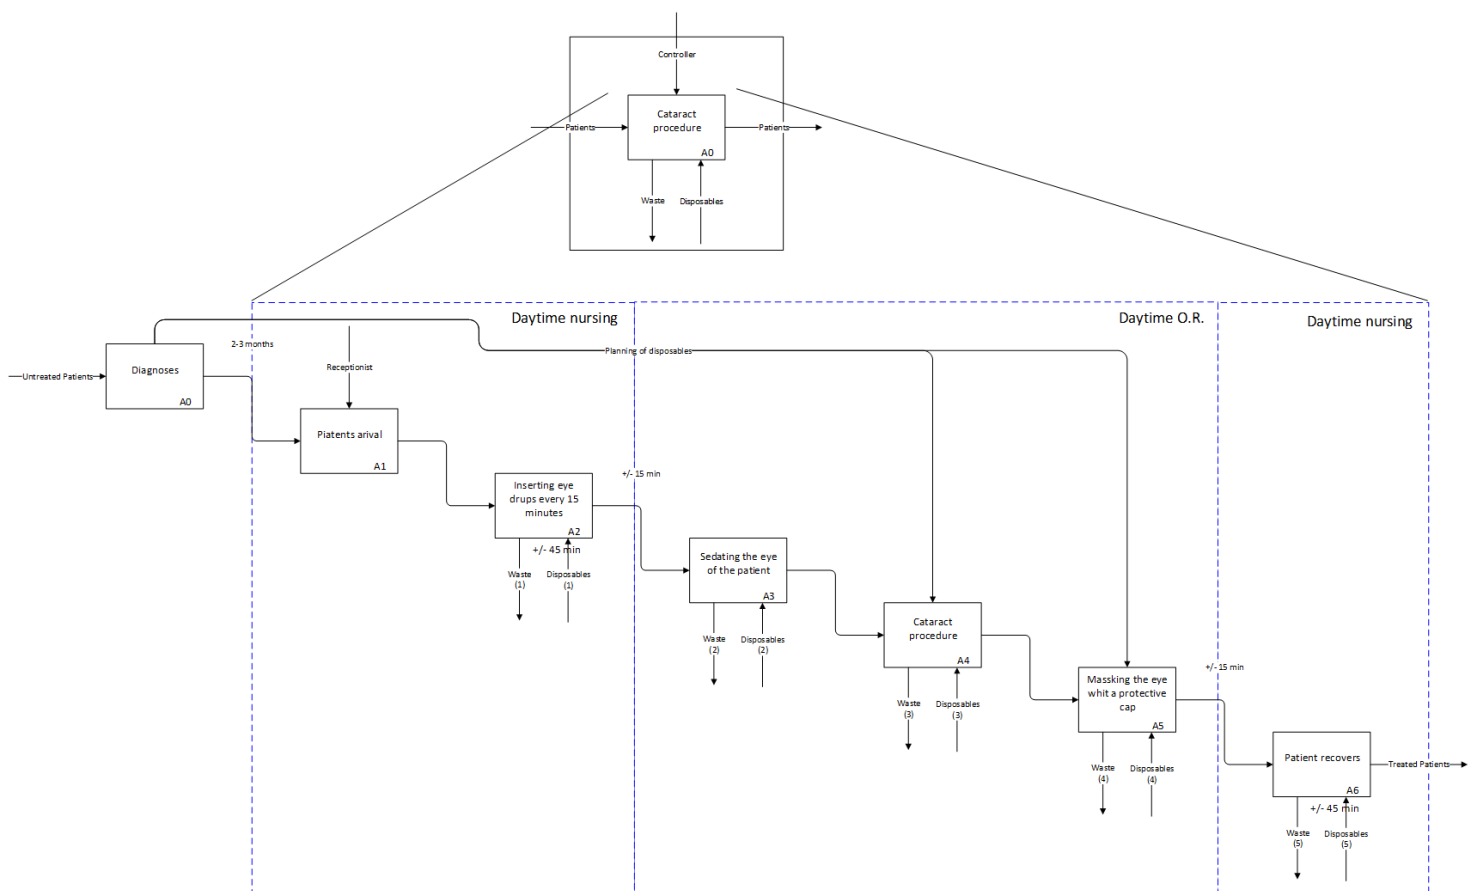 Controller
Patients
Cataract
procedure
A0
Patients
Waste
Disposables
Daytime nursing
Daytime O.R.
Daytime nursing
2-3 months
Planning of disposables
Untreated Patients
Diagnoses
A0
Receptionist
Piatents arival
A1
+/- 15 min
Inserting eye
drups every 15
minutes
A2
+/- 45 min
Waste
(1)
Disposables
(1)
Sedating the eye
of the patient
A3
Waste
(2)
Disposables
(2)
Cataract
procedure
A4
Waste
(3)
Disposables
(3)
+/-15 min
Massking the eye
whit a protective
cap
A5
Waste
(4)
Disposables
(4)
Patient recovers
A6
Treated Patients
+/- 45 min
Waste
(5)
Disposables
(5)